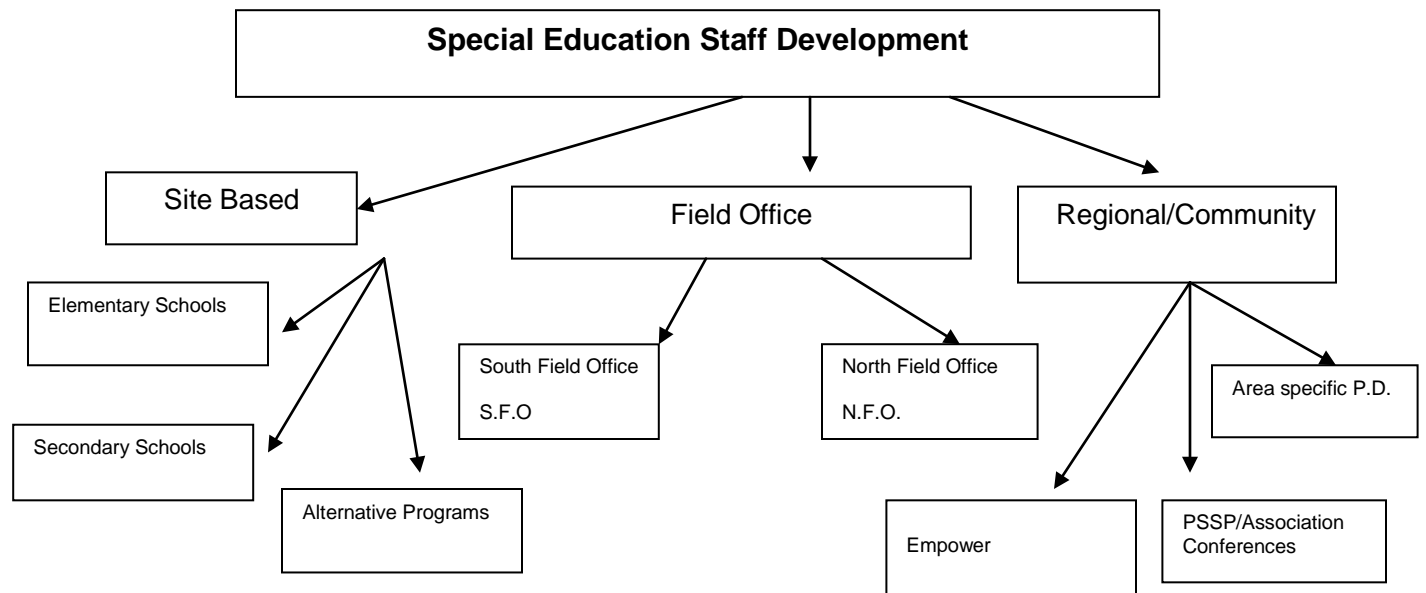 Special Education Staff Development
Site Based
Field Office
Regional/Community
Elementary Schools
Secondary Schools
Alternative Programs
South Field Office
S.F.O
North Field Office
N.F.O.
Area specific P.D.
Empower
PSSP/Association
Conferences